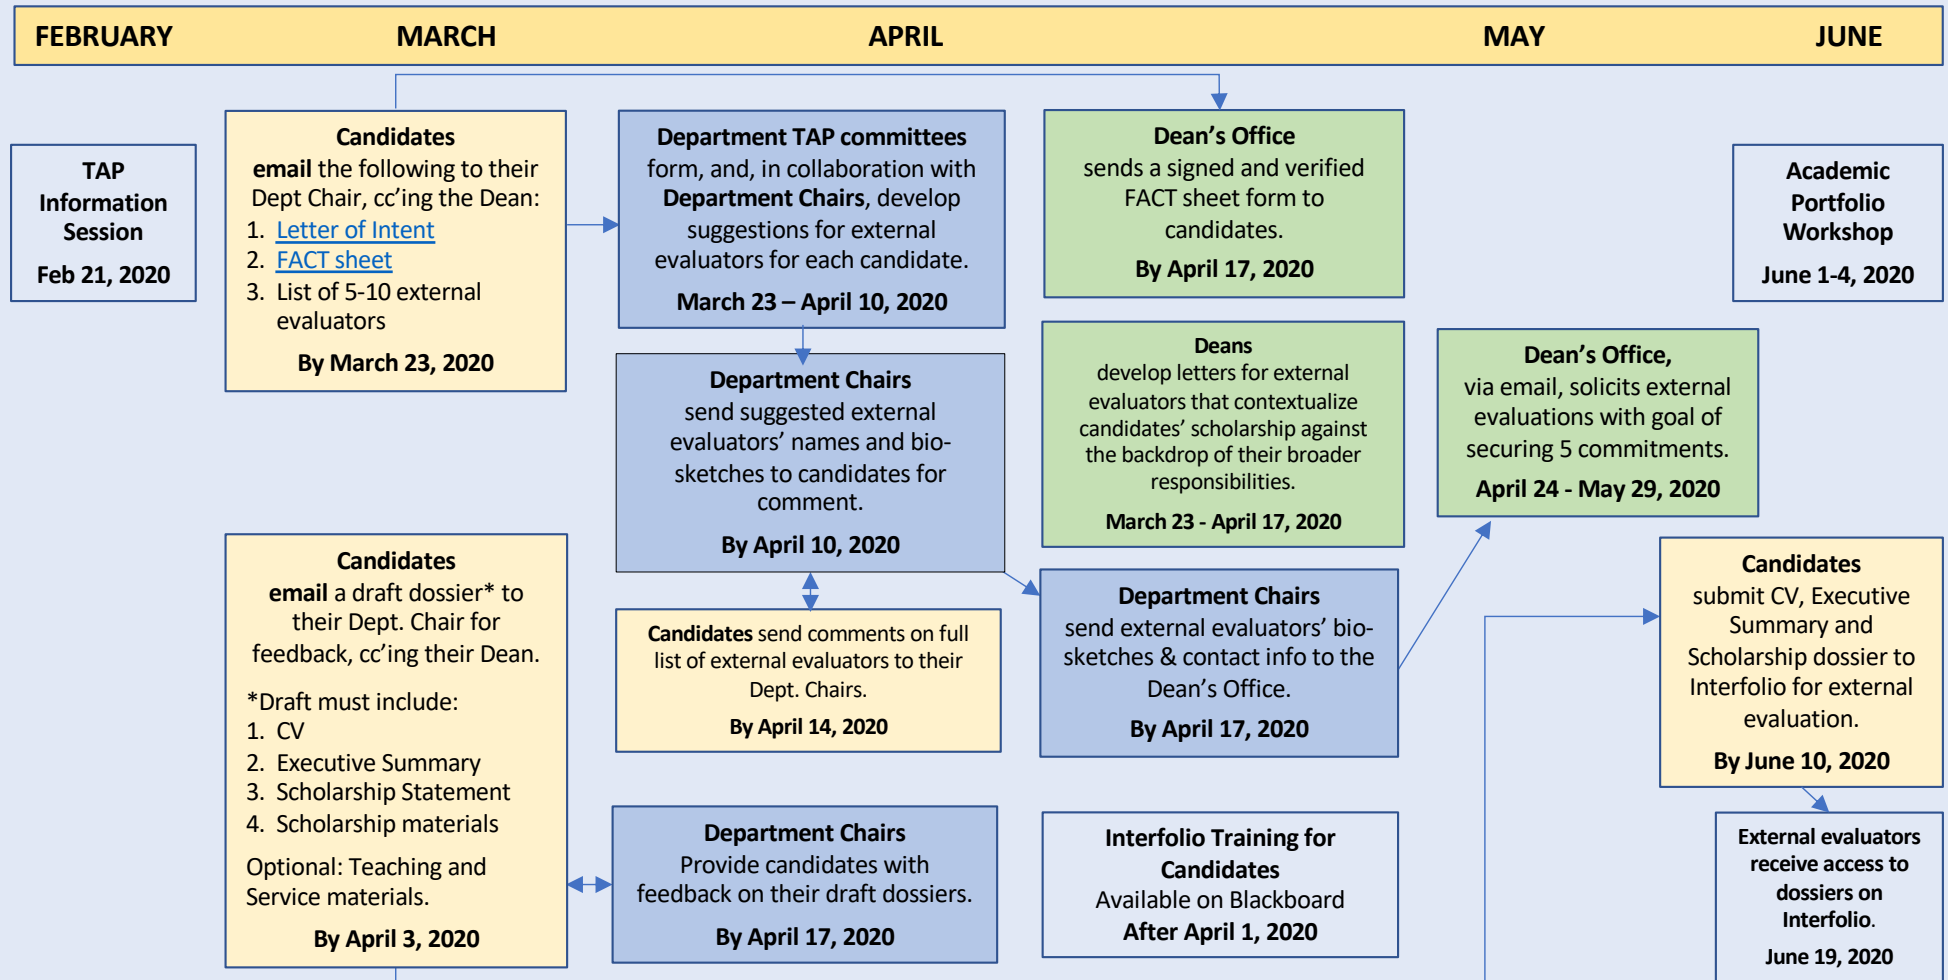 FEBRUARY MARCH APRIL MAY JUNE
TAP
Information
Session
Feb 21, 2020
Candidates
email the following to their
Dept Chair, cc'ing the Dean:
1. Letter of Intent
2. FACT sheet
3. List of 5-10 external
evaluators
By March 23, 2020
Department TAP committees
form, and, in collaboration with
Department Chairs, develop
suggestions for external
evaluators for each candidate.
March 23 – April 10, 2020
Dean's Office
sends a signed and verified
FACT sheet form to
candidates.
By April 17, 2020
Academic
Portfolio
Workshop
June 1-4, 2020
Department Chairs
send suggested external
evaluators' names and bio-
sketches to candidates for
comment.
By April 10, 2020
Deans
develop letters for external
evaluators that contextualize
candidates' scholarship against
the backdrop of their broader
responsibilities.
March 23 - April 17, 2020
Dean's Office,
via email, solicits external
evaluations with goal of
securing 5 commitments.
April 24 - May 29, 2020
Candidates
email a draft dossier* to
their Dept. Chair for
feedback, cc'ing their Dean.
*Draft must include:
1. CV
2. Executive Summary
3. Scholarship Statement
4. Scholarship materials
Optional: Teaching and
Service materials.
By April 3, 2020
Candidates send comments on full
list of external evaluators to their
Dept. Chairs.
By April 14, 2020
Department Chairs
send external evaluators' bio-
sketches & contact info to the
Dean's Office.
By April 17, 2020
Candidates
submit CV, Executive
Summary and
Scholarship dossier to
Interfolio for external
evaluation.
By June 10, 2020
Department Chairs
Provide candidates with
feedback on their draft dossiers.
By April 17, 2020
Interfolio Training for
Candidates
Available on Blackboard
After April 1, 2020
External evaluators
receive access to
dossiers on
Interfolio.
June 19, 2020